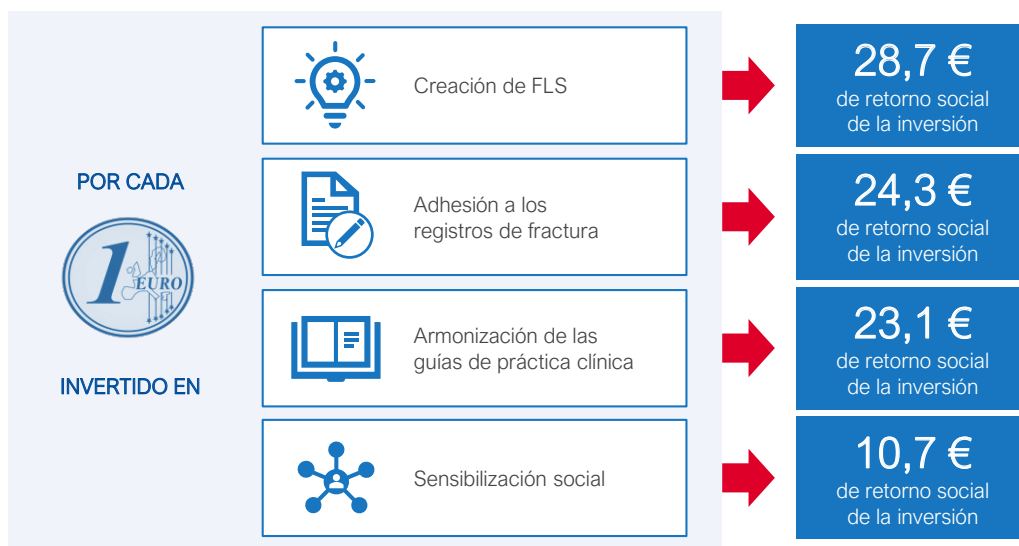 POR CADA
1
EURO
INVERTIDO EN
Creación de FLS
28,7 €
de retorno social
de la inversión
Adhesión a los
registros de fractura
24,3 €
de retorno social
de la inversión
Armonización de las
guías de práctica clínica
23,1 €
de retorno social
de la inversión
Sensibilización social
10,7 €
de retorno social
de la inversión